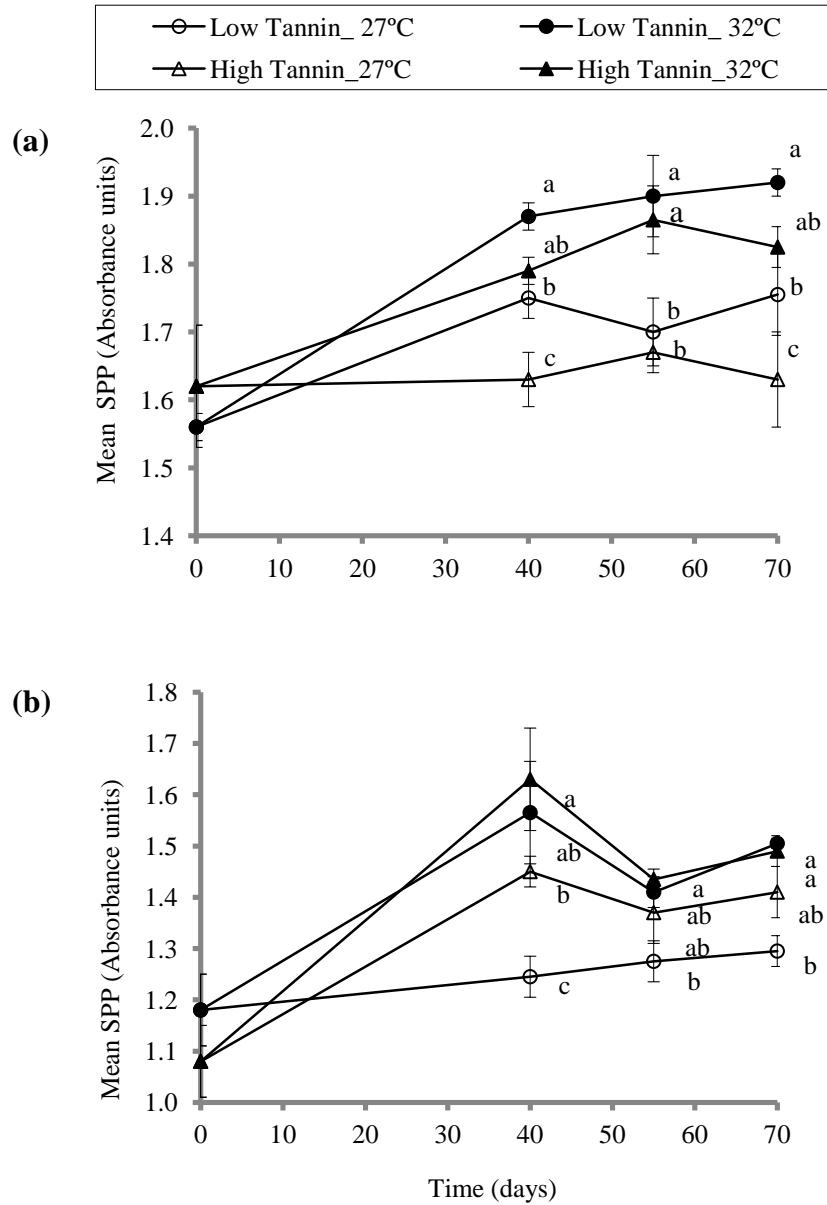 Low Tannin_ 27ºC Low Tannin_ 32ºC
High Tannin_27ºC High Tannin_32ºC
(a)
Mean SPP (Absorbance units)
2.0
1.9
1.8
1.7
1.6
1.5
1.4
a
a
a
ab
a
ab
b
b
b
c
b
c
0 10 20 30 40 50 60 70
(b)
Mean SPP (Absorbance units)
1.8
1.7
1.6
1.5
1.4
1.3
1.2
1.1
1.0
a
ab
b
c
a
ab
ab
b
a
a
ab
b
0 10 20 30 40 50 60 70
Time (days)